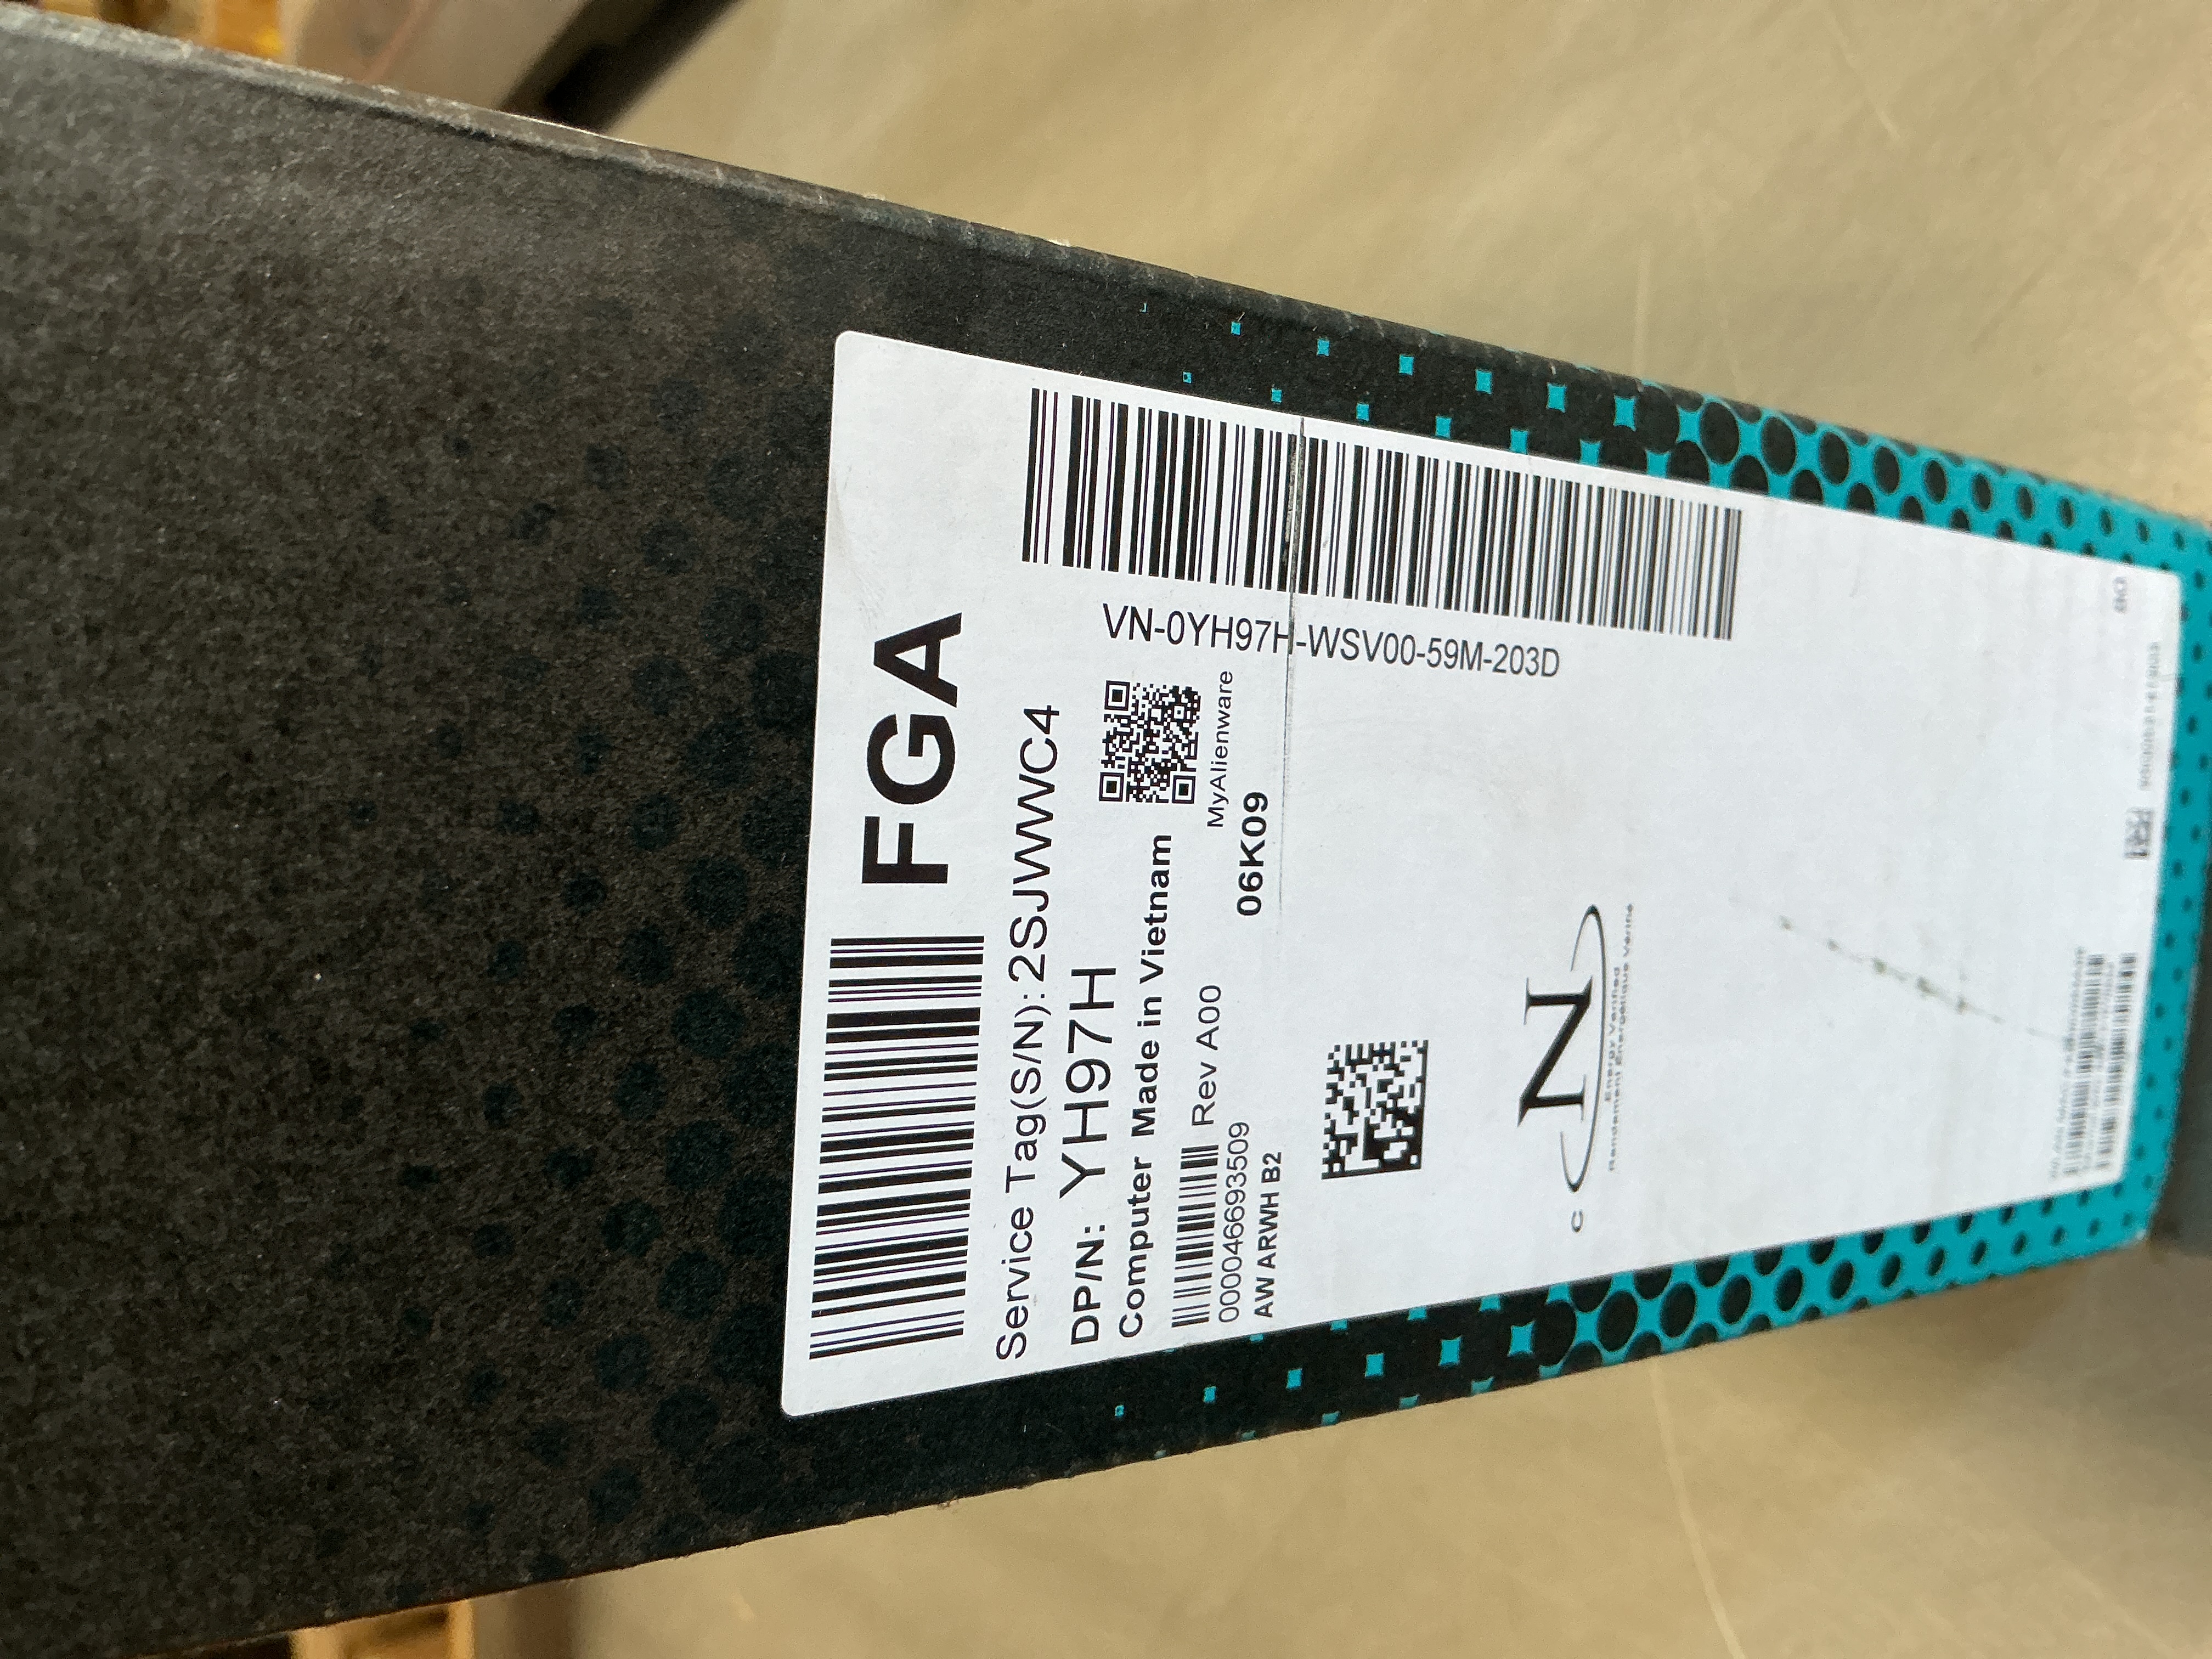 FGA
Service Tag(S/N):2SJWWC4
DP/N: YH97H
Computer Made in Vietnam
Rev A00
000046693509
AW ARWH B2
MyAlienware
06K09
VN-0YH97H-WSV00-59M-203D
C N
Energy Verified
Rendement Énergétique Vérifié